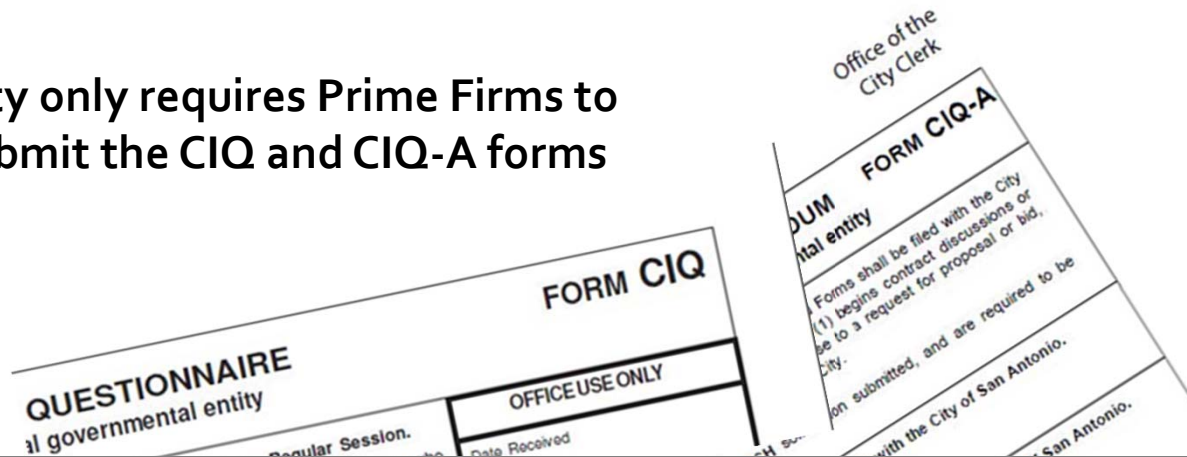 ty only requires Prime Firms to
bmit the CIQ and CIQ-A forms
Office of the
City Clerk
FORM CIQ-A
DUM
ntal entity
Forms shall be filed with the City
(1) begins contract discussions or
se to a request for proposal or bid,
City.
on submitted, and are required to be
with the City of San Antonio.
San Antonio.
FORM CIQ
QUESTIONNAIRE
al governmental entity
OFFICE USE ONLY
Regular Session.
Date Received